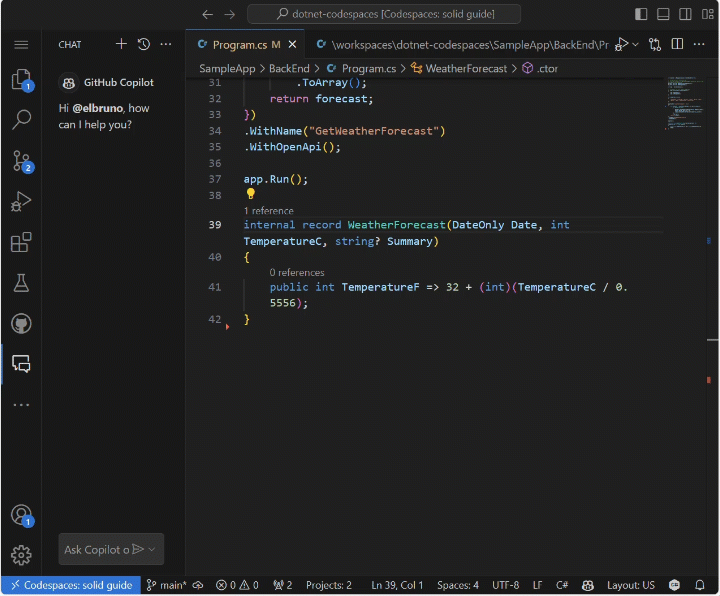 dotnet-codespaces [Codespaces: solid guide]
CHAT
Program.cs M
\workspaces\dotnet-codespaces\SampleApp\BackEnd\Pr
SampleApp > BackEnd > Program.cs > WeatherForecast > .ctor
GitHub Copilot
Hi @elbruno, how
can I help you?
31 .ToArray();
32 return forecast;
33 })
34 .WithName("GetWeatherForecast")
35 .WithOpenApi();
36
37 app.Run();
38
1 reference
39 internal record WeatherForecast(DateOnly Date, int
TemperatureC, string? Summary)
40 {
0 references
41 public int TemperatureF => 32 + (int)(TemperatureC / 0.
5556);
42 }
1
2
1
Ask Copilot o
Codespaces: solid guide main* 0 0 2 Projects: 2 Ln 39, Col 1 Spaces: 4 UTF-8 LF C# Layout: US